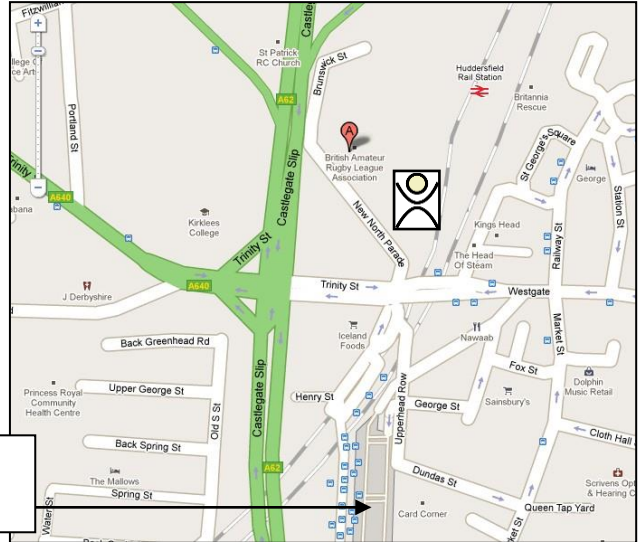 Fitzwilliam
Castle
St Patrick
RC Church
Brunswick St
Huddersfield
Rail Station
A62
Britannia
Rescue
Portland St
A
British Amateur
Rugby League
Association
St George's Square
George
Station St
Trinity
A640
Castlegate Slip
New North Parade
Kings Head
Railway St
Kirklees
College
Trinity St
The Head
Of Steam
J Derbyshire
A640
Trinity St
Westgate
Iceland
Foods
Nawaab
Market St
Back Greenhead Rd
Fox St
Dolphin
Music Retail
Princess Royal
Community
Health Centre
Upper George St
Old S St
Castlegate Slip
Henry St
Upperhead Row
George St
Sainsbury's
Back Spring St
Cloth Hall
A62
The Mallows
Spring St
Dundas St
Scrivens Opt
& Hearing C
Water St
Card Corner
Queen Tap Yard
ket St